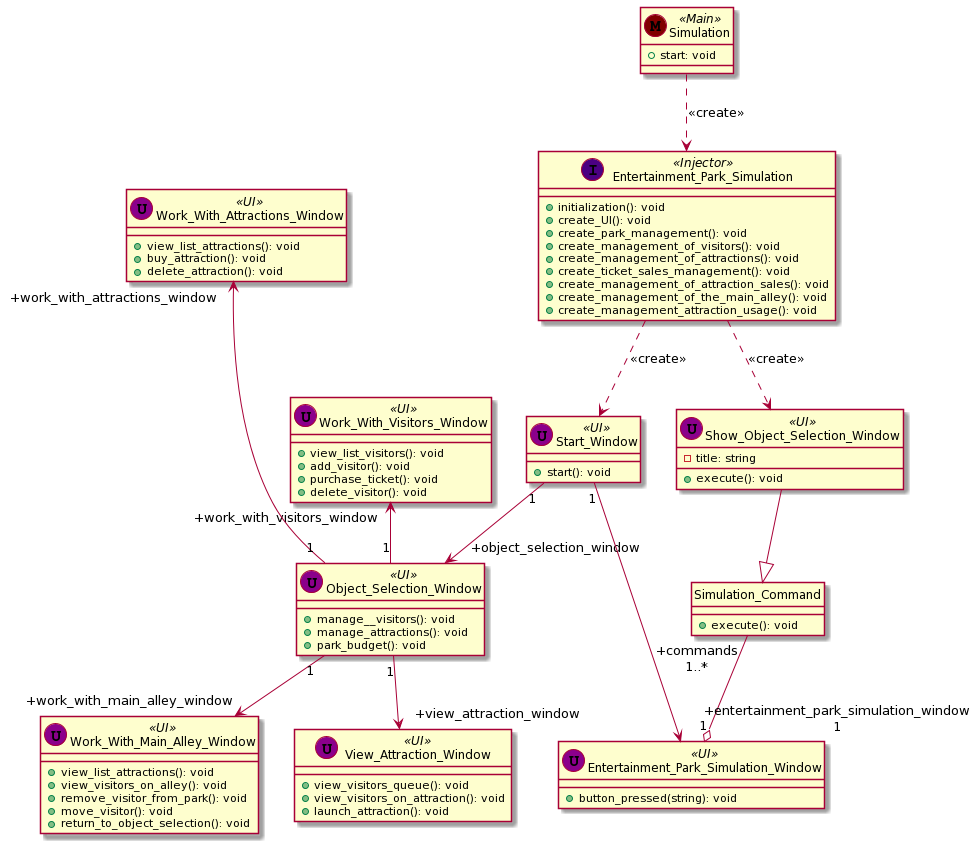 M
«Main»
Simulation
start: void
«create»
I
«Injector»
Entertainment_Park_Simulation
initialization(): void
create_UI(): void
create_park_management(): void
create_management_of_visitors(): void
create_management_of_attractions(): void
create_ticket_sales_management(): void
create_management_of_attraction_sales(): void
create_management_of_the_main_alley(): void
create_management_attraction_usage(): void
U
«UI»
Work_With_Attractions_Window
view_list_attractions(): void
buy_attraction(): void
delete_attraction(): void
+work_with_attractions_window
«create»
«create»
U
«UI»
Work_With_Visitors_Window
view_list_visitors(): void
add_visitor(): void
purchase_ticket(): void
delete_visitor(): void
U
«UI»
Start_Window
start(): void
U
«UI»
Show_Object_Selection_Window
title: string
execute(): void
1
1
+work_with_visitors_window
1
1
+object_selection_window
U
«UI»
Object_Selection_Window
manage__visitors(): void
manage_attractions(): void
park_budget(): void
Simulation_Command
execute(): void
1
1
+commands
1..*
+work_with_main_alley_window
+view_attraction_window
+entertainment_park_simulation_window
1
1
U
«UI»
Work_With_Main_Alley_Window
view_list_attractions(): void
view_visitors_on_alley(): void
remove_visitor_from_park(): void
move_visitor(): void
return_to_object_selection(): void
U
«UI»
View_Attraction_Window
view_visitors_queue(): void
view_visitors_on_attraction(): void
launch_attraction(): void
U
«UI»
Entertainment_Park_Simulation_Window
button_pressed(string): void